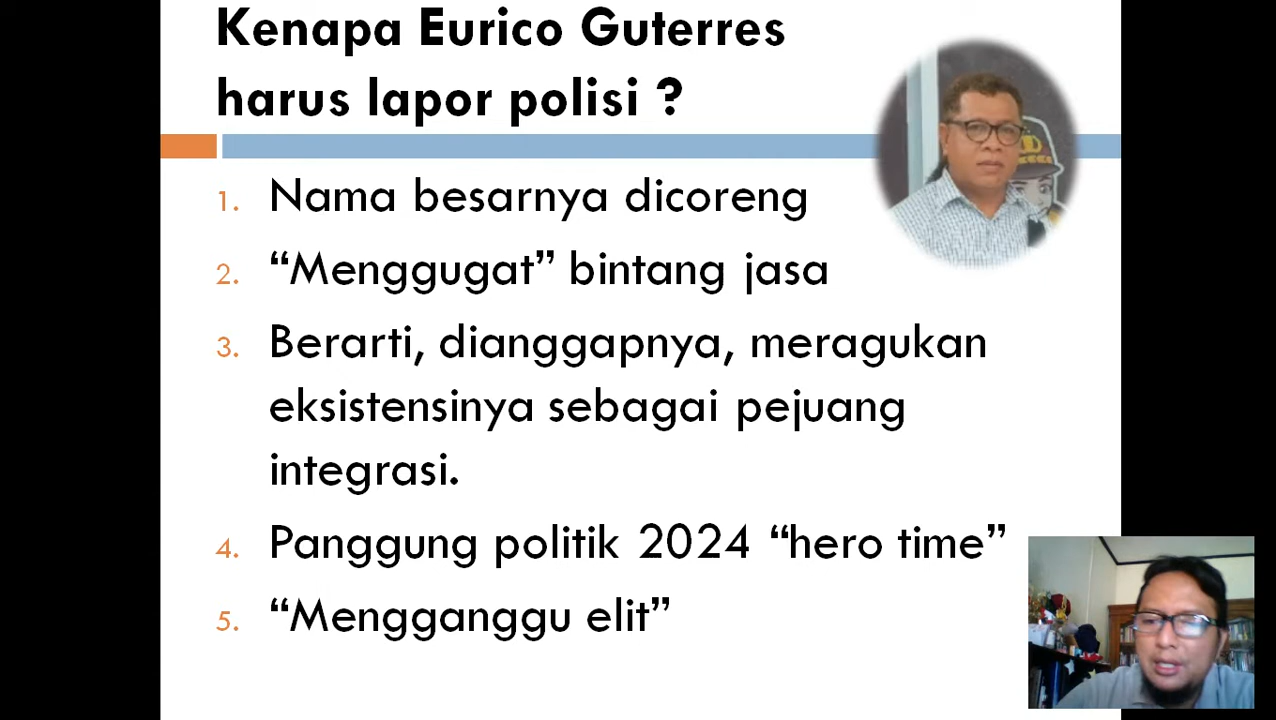 Kenapa Eurico Guterres
harus lapor polisi ?
1. Nama besarnya dicoreng
2. “Menggugat” bintang jasa
3. Berarti, dianggapnya, meragukan
eksistensinya sebagai pejuang
integrasi.
4. Panggung politik 2024 “hero time”
5. “Mengganggu elit”